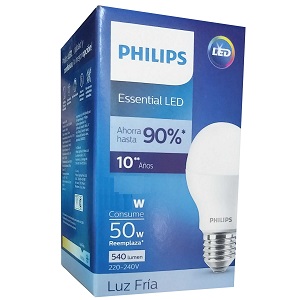 PHILIPS
LED
Essential LED
Ahorra
hasta
90%*
10**Años
W
Consume
50w
Reemplaza*
540 lumen
220-240V
PHILIPS
Luz Fría